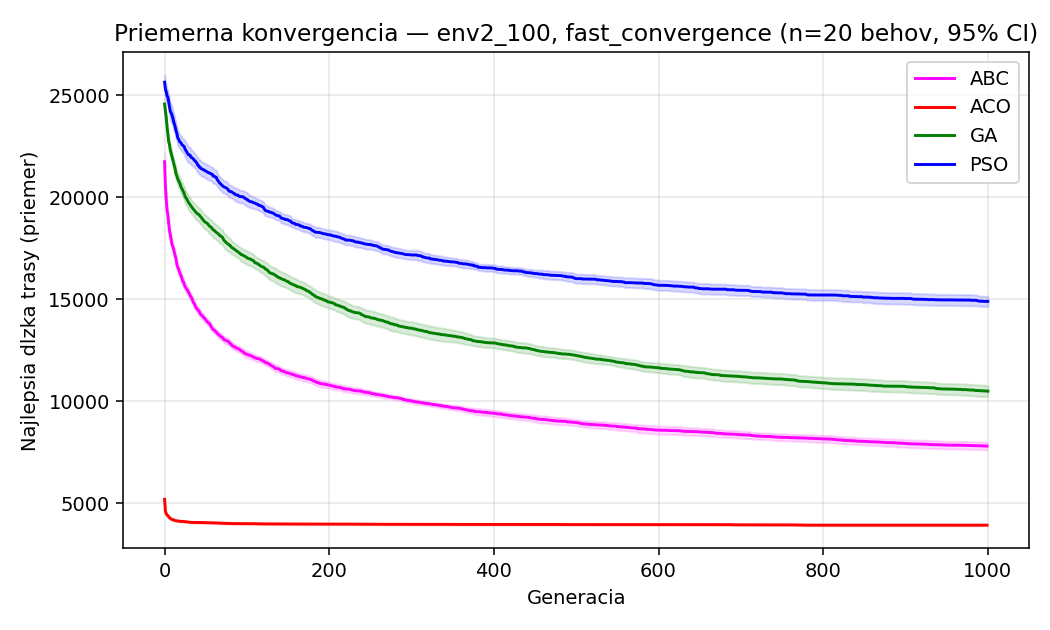 Priemerna konvergencia — env2_100, fast_convergence (n=20 behov, 95% CI)
ABC
ACO
GA
PSO
Najlepsia dlzka trasy (priemer)
25000
20000
15000
10000
5000
0 200 400 600 800 1000
Generacia